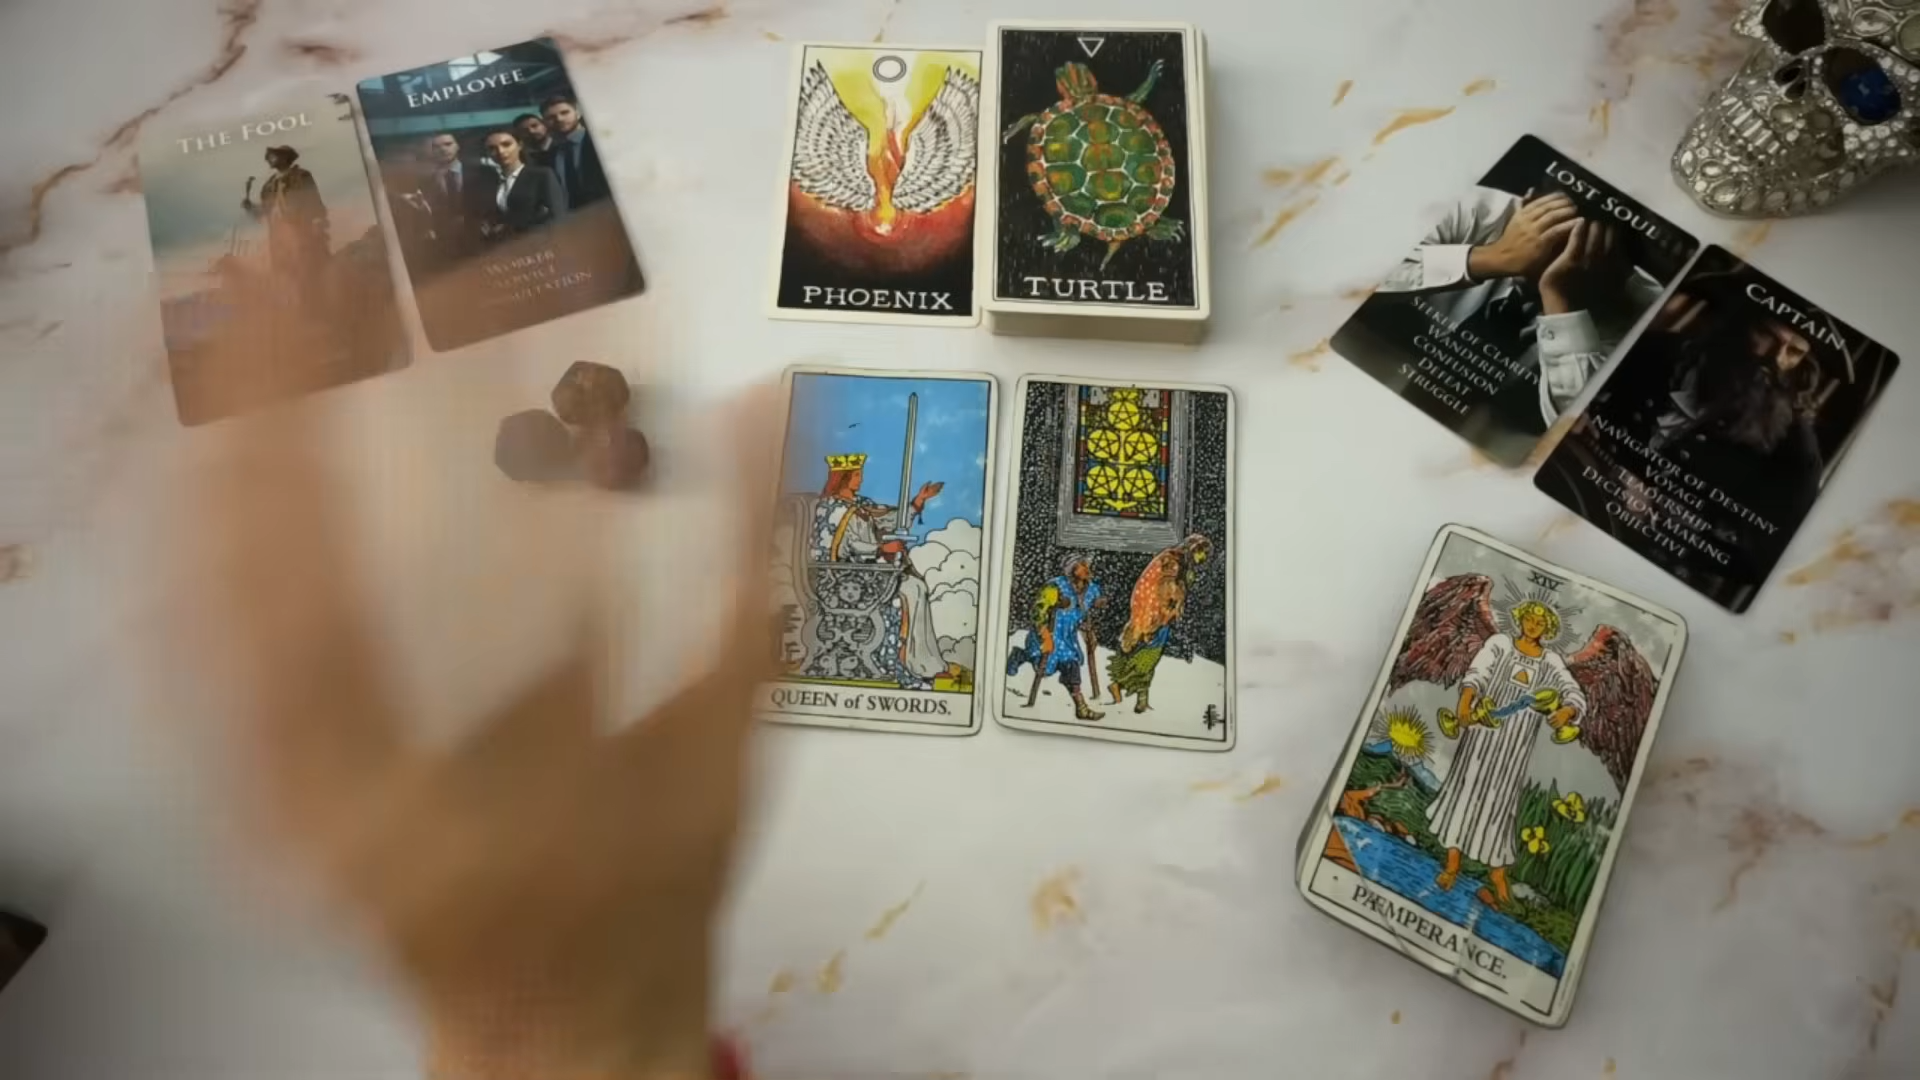 THE FOOL
EMPLOYEE
WORKER
SERVICE
PHOENIX
TURTLE
LOST SOUL
SEEKER OF CLARITY
WANDERER
CONFUSION
DEFEAT
STRUGGLE
CAPTAIN
NAVIGATOR OF DESTINY
VOYAGE
LEADERSHIP
DECISION MAKING
OBJECTIVE
QUEEN of SWORDS.
XIV